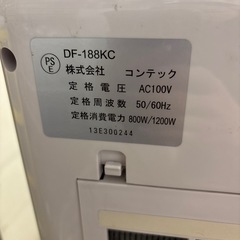 PS
E
DF-188KC
株式会社 コンテック
定格電圧 AC100V
定格周波数 50/60Hz
定格消費電力 800W/1200W
13E300244